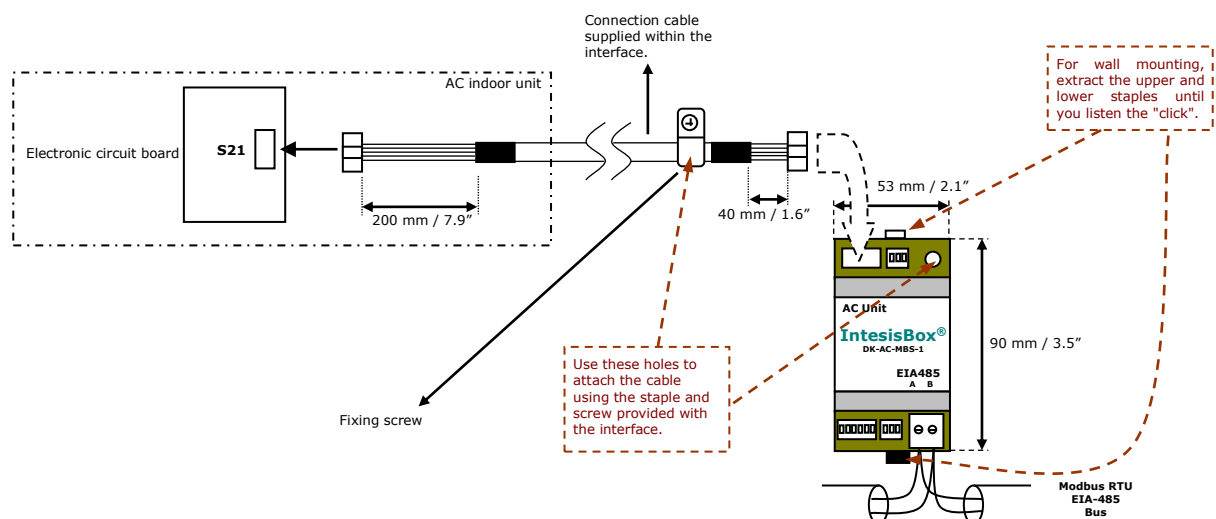 Connection cable
supplied within the
interface.
For wall mounting,
extract the upper and
lower staples until
you listen the "click".
AC indoor unit
Electronic circuit board
S21
200 mm / 7.9”
40 mm / 1.6”
53 mm / 2.1”
AC Unit
IntesisBox®
DK-AC-MBS-1
EIA485
A B
90 mm / 3.5”
Use these holes to
attach the cable
using the staple and
screw provided with
the interface.
Fixing screw
Modbus RTU
EIA-485
Bus